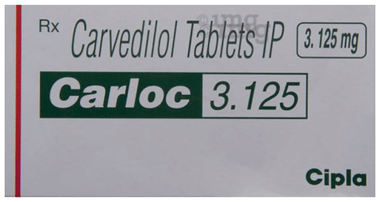 Rx Carvedilol Tablets IP 3.125 mg
Carloc 3.125
Cipla